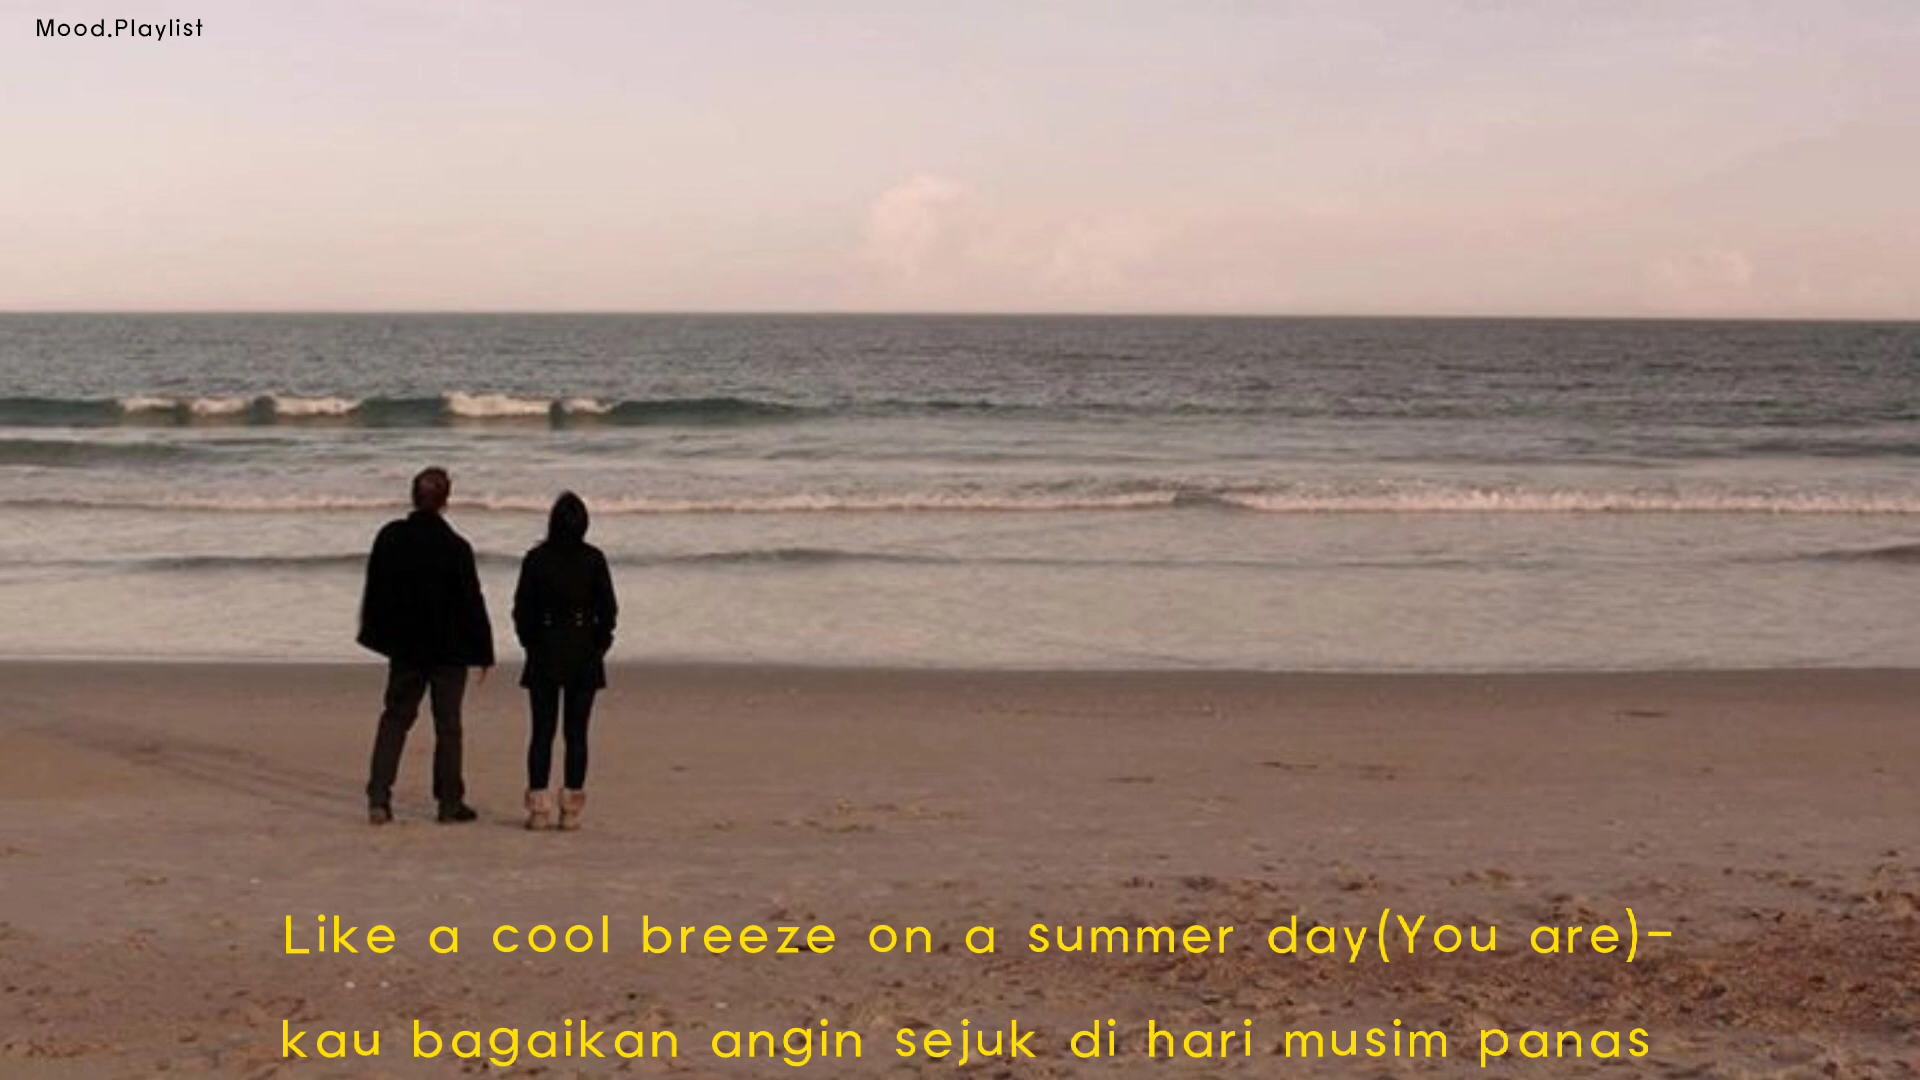 Mood.Playlist
Like a cool breeze on a summer day(You are)-
kau bagaikan angin sejuk di hari musim panas